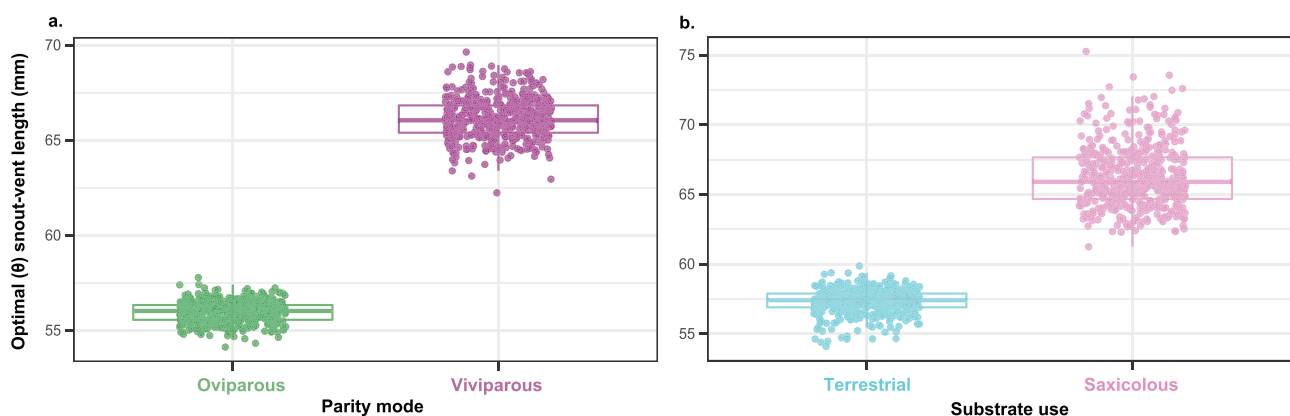 a.
Optimal (θ) snout-vent length (mm)
70
65
60
55
Oviparous Viviparous
Parity mode
b.
75
70
65
60
55
Terrestrial Saxicolous
Substrate use